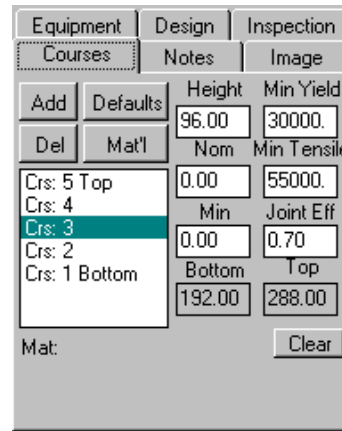 Equipment Design Inspection
Courses Notes Image
Add Defaults Height Min Yield
96.00 30000.
Del Mat'l Nom Min Tensile
Crs: 5 Top 0.00 55000.
Crs: 4
Crs: 3 Min Joint Eff
Crs: 2 0.00 0.70
Crs: 1 Bottom Bottom Top
192.00 288.00
Mat: Clear